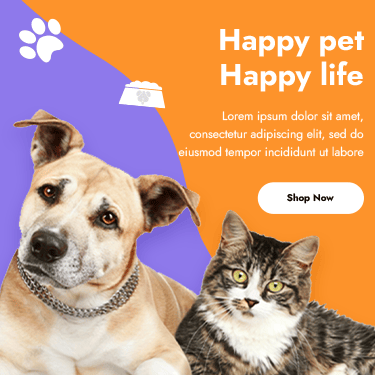 Happy pet
Happy life
Lorem ipsum dolor sit amet,
consectetur adipiscing elit, sed do
eiusmod tempor incididunt ut labore
Shop Now